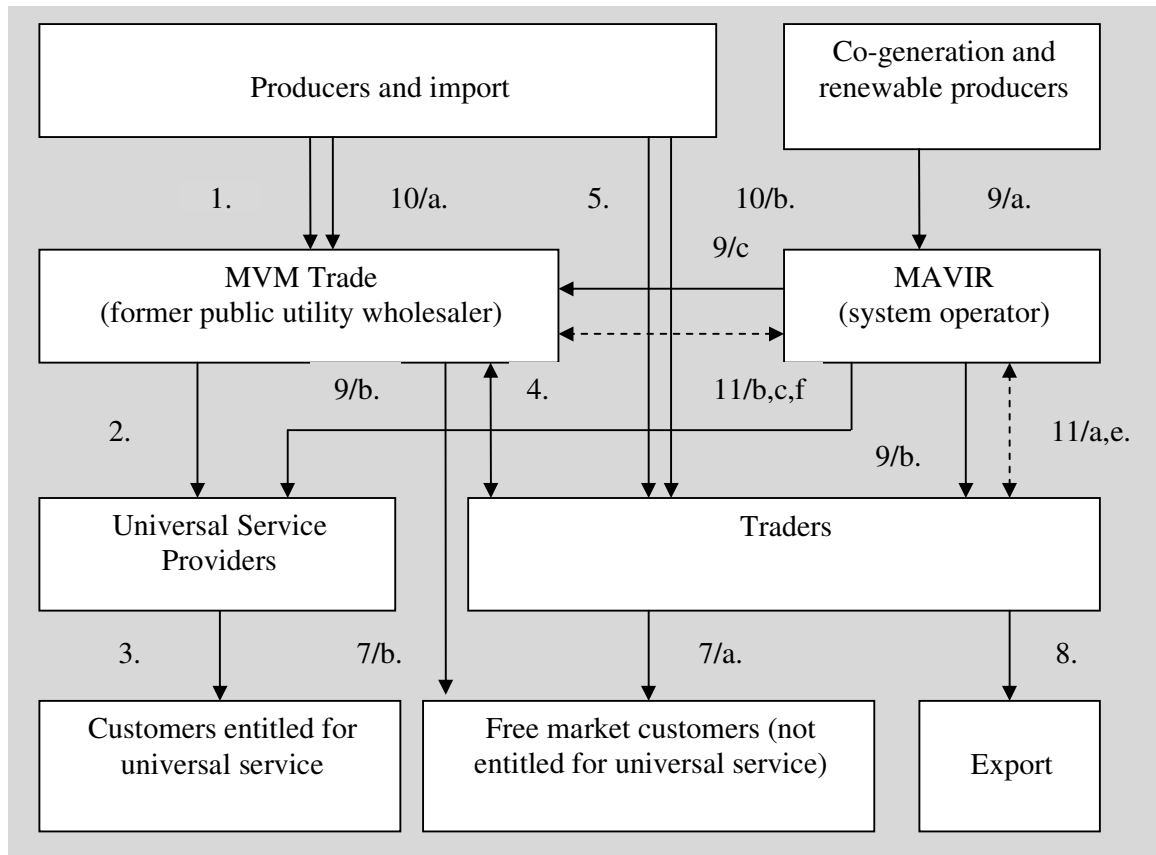 Producers and import
Co-generation and
renewable producers
1.
10/a.
5.
10/b.
9/a.
9/c
MVM Trade
(former public utility wholesaler)
MAVIR
(system operator)
9/b.
4.
11/b,c,f
2.
9/b.
11/a,e.
Universal Service
Providers
Traders
3.
7/b.
7/a.
8.
Customers entitled for
universal service
Free market customers (not
entitled for universal service)
Export